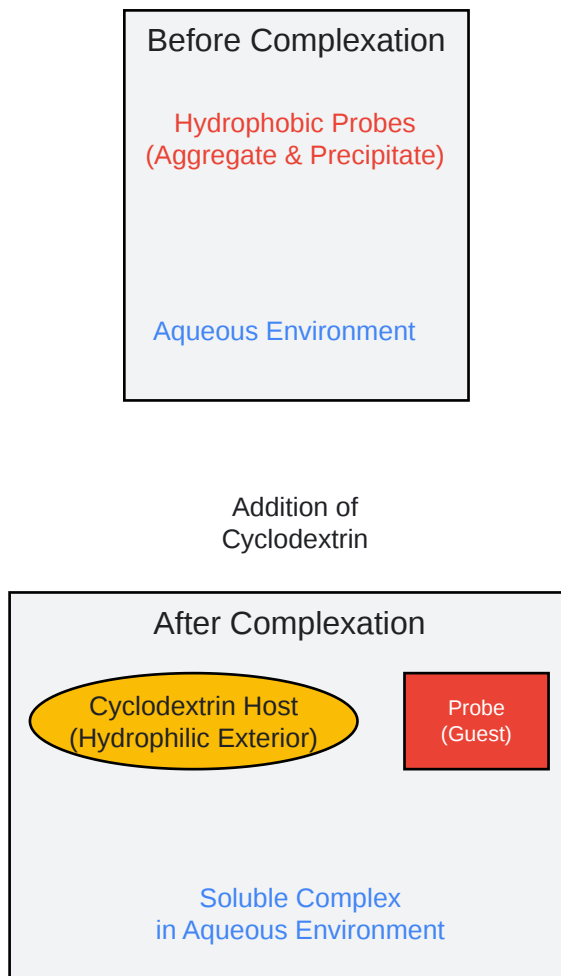 Before Complexation
Hydrophobic Probes
(Aggregate & Precipitate)
Aqueous Environment
Addition of
Cyclodextrin
After Complexation
Cyclodextrin Host
(Hydrophilic Exterior)
Probe
(Guest)
Soluble Complex
in Aqueous Environment